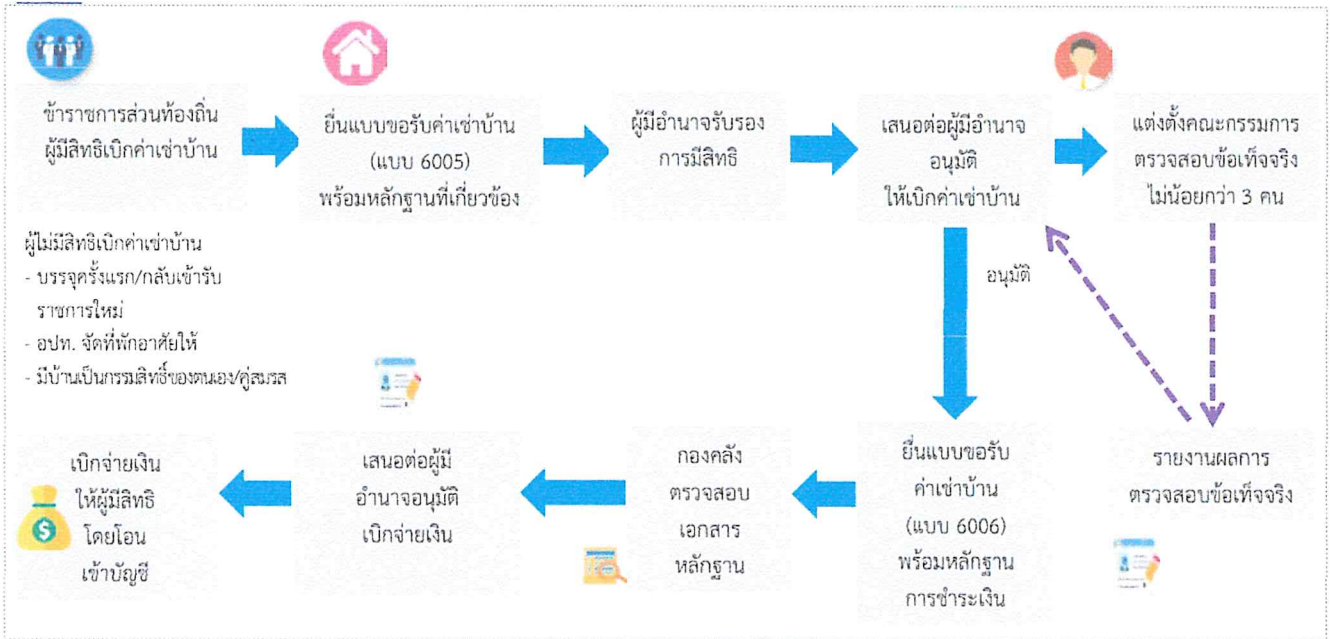 ข้าราชการส่วนท้องถิ่น
ผู้มีสิทธิเบิกค่าเช่าบ้าน
ยื่นแบบขอรับค่าเช่าบ้าน
(แบบ 6005)
พร้อมหลักฐานที่เกี่ยวข้อง
ผู้มีอำนาจรับรอง
การมีสิทธิ
เสนอต่อผู้มีอำนาจ
อนุมัติ
ให้เบิกค่าเช่าบ้าน
แต่งตั้งคณะกรรมการ
ตรวจสอบข้อเท็จจริง
ไม่น้อยกว่า 3 คน
ผู้ไม่มีสิทธิเบิกค่าเช่าบ้าน
- บรรจุครั้งแรก/กลับเข้ารับ
ราชการใหม่
- อปท. จัดที่พักอาศัยให้
- มีบ้านเป็นกรรมสิทธิ์ของตนเอง/คู่สมรส
อนุมัติ
รายงานผลการ
ตรวจสอบข้อเท็จจริง
ยื่นแบบขอรับ
ค่าเช่าบ้าน
(แบบ 6006)
พร้อมหลักฐาน
การชำระเงิน
กองคลัง
ตรวจสอบ
เอกสาร
หลักฐาน
เสนอต่อผู้มี
อำนาจอนุมัติ
เบิกจ่ายเงิน
เบิกจ่ายเงิน
ให้ผู้มีสิทธิ
โดยโอน
เข้าบัญชี